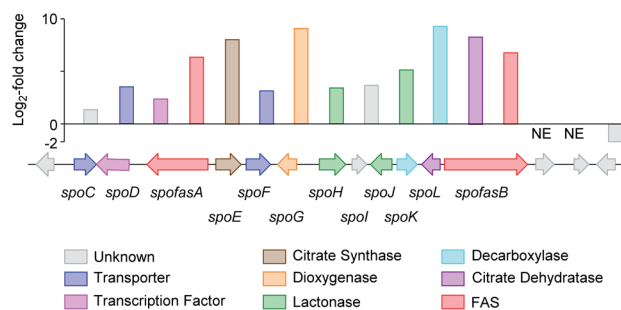 10
Log2-fold change
0
-2
NE NE
spoC spoD spofasA spoF spoH spoJ spoL spofasB
spoE spoG spoI spoK
Unknown Citrate Synthase Decarboxylase
Transporter Dioxygenase Citrate Dehydratase
Transcription Factor Lactonase FAS